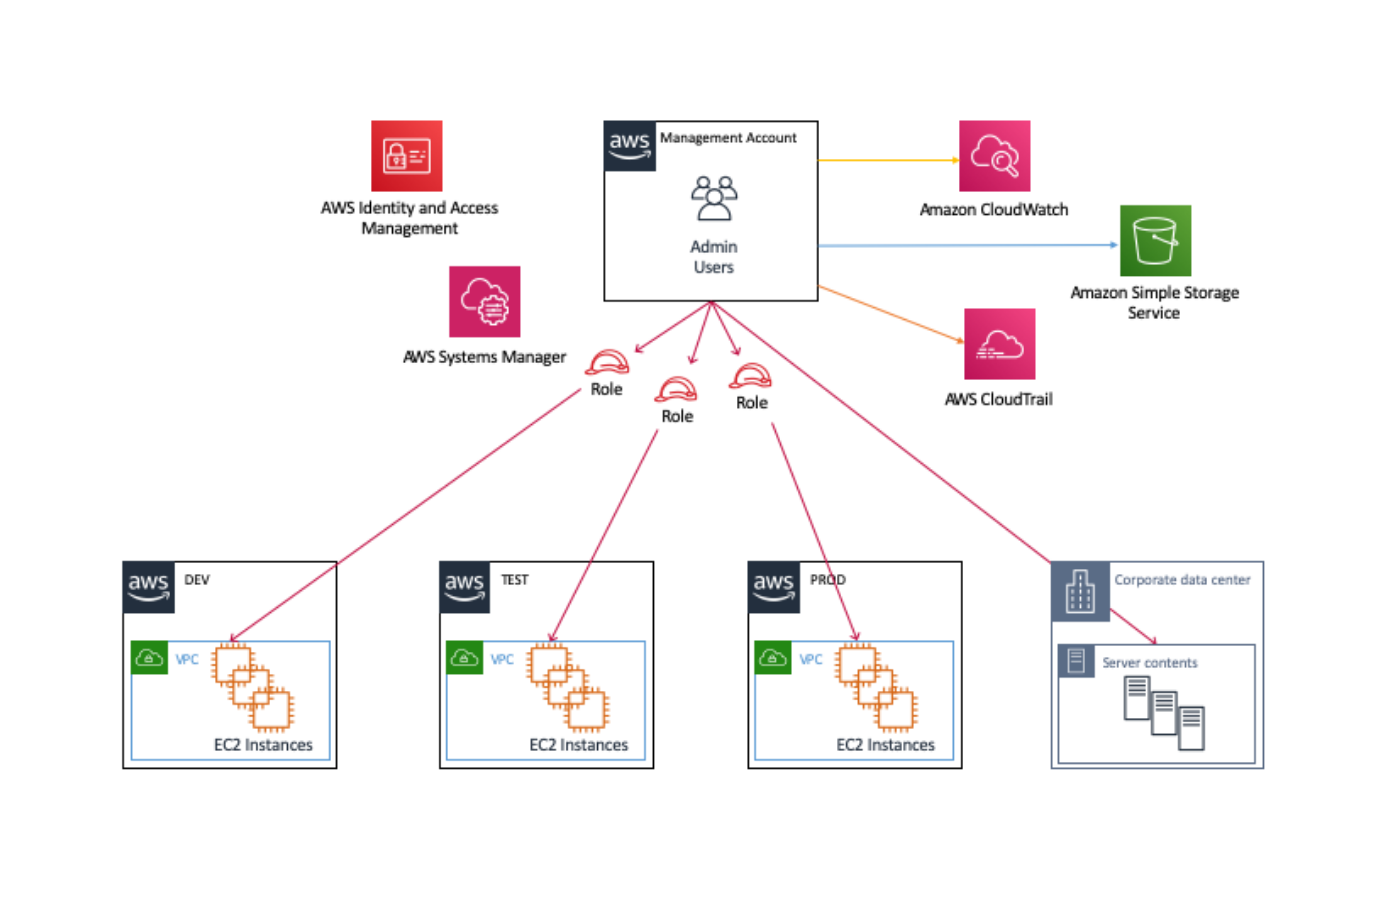 aws
Management Account
Admin
Users
AWS Identity and Access
Management
AWS Systems Manager
Amazon CloudWatch
Amazon Simple Storage
Service
AWS CloudTrail
Role
Role
Role
aws
DEV
VPC
EC2 Instances
aws
TEST
VPC
EC2 Instances
aws
PROD
VPC
EC2 Instances
Corporate data center
Server contents